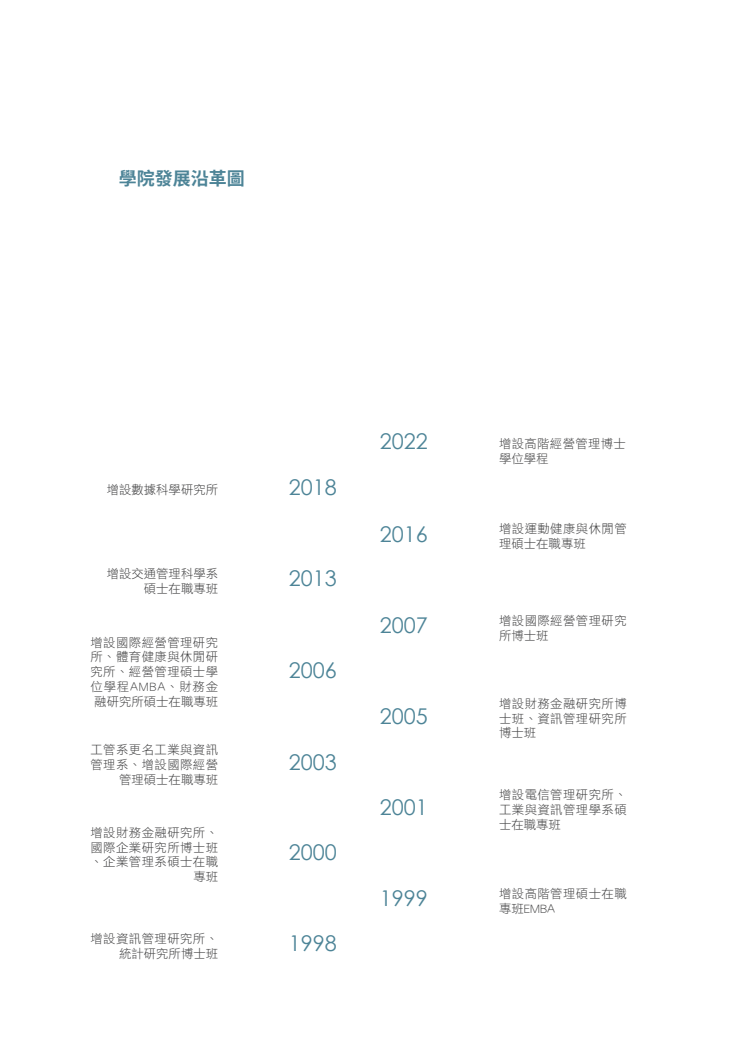 學院發展沿革圖
2022
增設高階經營管理博士
學位學程
增設數據科學研究所
2018
2016
增設運動健康與休閒管
理碩士在職專班
增設交通管理科學系
碩士在職專班
2013
2007
增設國際經營管理研究
所博士班
增設國際經營管理研究
所、體育健康與休閒研
究所、經營管理碩士學
位學程AMBA、財務金
融研究所碩士在職專班
2006
2005
增設財務金融研究所博
士班、資訊管理研究所
博士班
工管系更名工業與資訊
管理系、增設國際經營
管理碩士在職專班
2003
2001
增設電信管理研究所、
工業與資訊管理學系碩
士在職專班
增設財務金融研究所、
國際企業研究所博士班
、企業管理系碩士在職
專班
2000
1999
增設高階管理碩士在職
專班EMBA
增設資訊管理研究所、
統計研究所博士班
1998